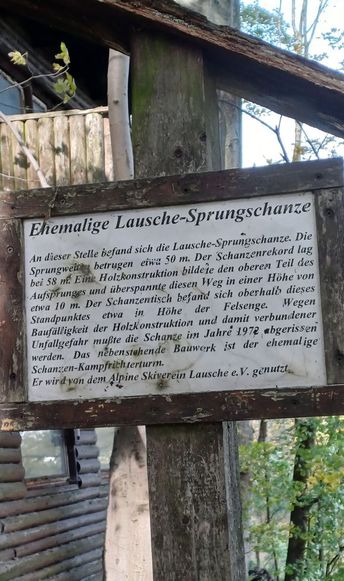 Ehemalige Lausche-Sprungschanze
An dieser Stelle befand sich die Lausche-Sprungschanze. Die
Sprungweiten betrugen etwa 50 m. Der Schanzenrekord lag
bei 58 m. Eine Holzkonstruktion bildete den oberen Teil des
Aufsprunges und überspannte diesen Weg in einer Höhe von
etwa 10 m. Der Schanzentisch befand sich oberhalb dieses
Standpunktes etwa in Höhe der Felsenge. Wegen
Baufälligkeit der Holzkonstruktion und damit verbundener
Unfallgefahr mußte die Schanze im Jahre 1972 abgerissen
werden. Das nebenstehende Bauwerk ist der ehemalige
Schanzen-Kampfrichterturm.
Er wird von dem Alpine Skiverein Lausche e.V. genutzt.